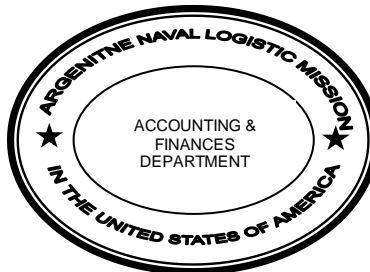 ARGENITNE NAVAL LOGISTIC MISSION
ACCOUNTING &
FINANCES
DEPARTMENT
IN THE UNITED STATES OF AMERICA